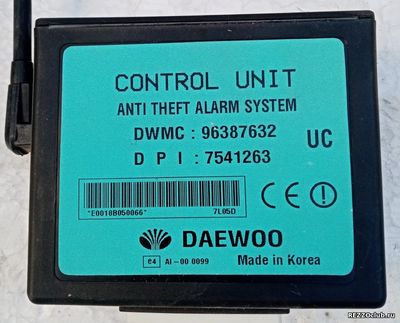 CONTROL UNIT
ANTI THEFT ALARM SYSTEM
DWMC : 96387632
D P I : 7541263
UC
"E0018B050066" 7L05D
CE
DAEWOO
e4 AI-00 0099 Made in Korea
REZZOclub.ru